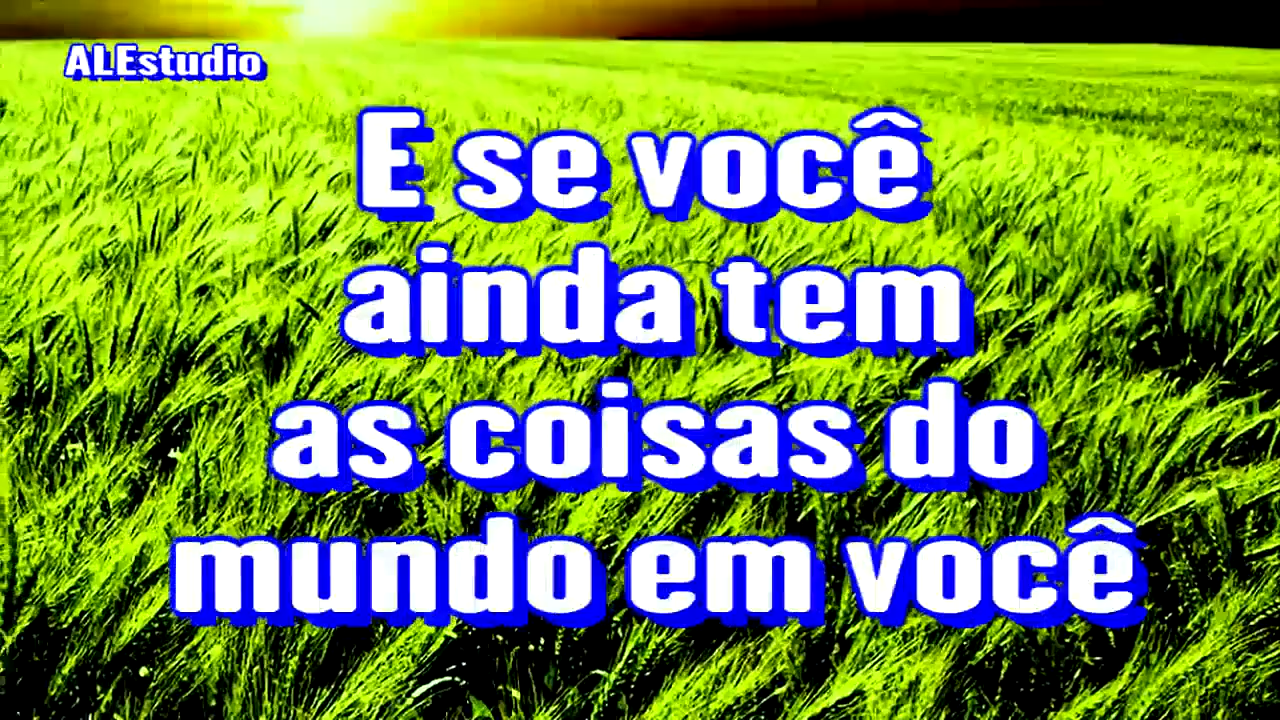 ALEstudio
E se você
ainda tem
as coisas do
mundo em você